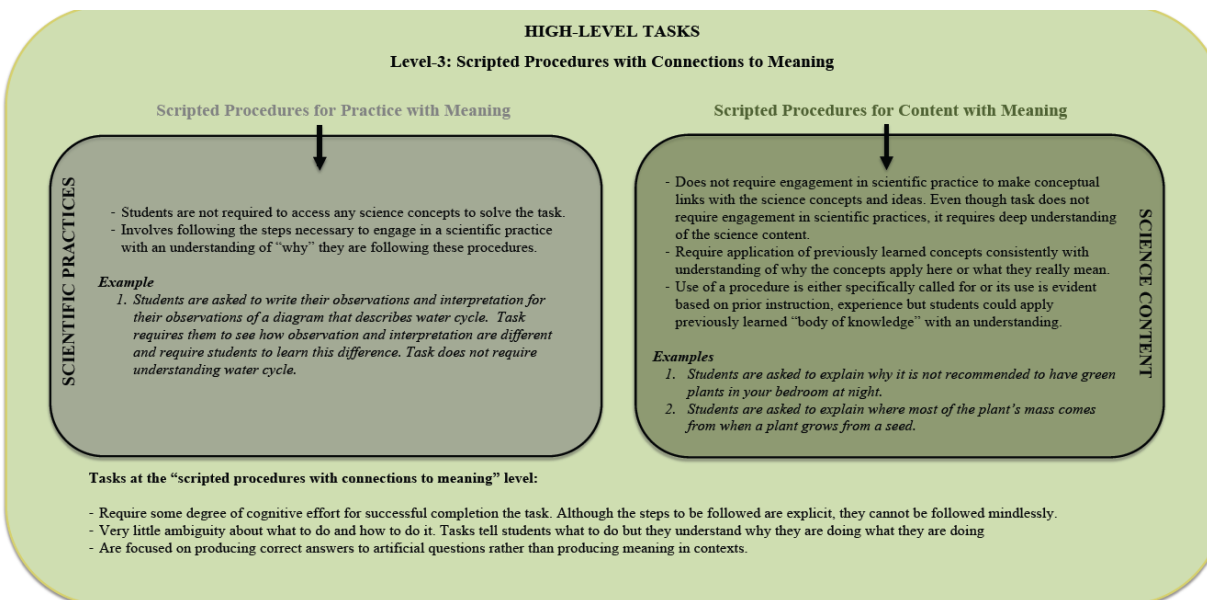 HIGH-LEVEL TASKS
Level-3: Scripted Procedures with Connections to Meaning
Scripted Procedures for Practice with Meaning
SCIENTIFIC PRACTICES
- Students are not required to access any science concepts to solve the task.
- Involves following the steps necessary to engage in a scientific practice
with an understanding of “why” they are following these procedures.
Example
1. Students are asked to write their observations and interpretation for
their observations of a diagram that describes water cycle. Task
requires them to see how observation and interpretation are different
and require students to learn this difference. Task does not require
understanding water cycle.
Scripted Procedures for Content with Meaning
- Does not require engagement in scientific practice to make conceptual
links with the science concepts and ideas. Even though task does not
require engagement in scientific practices, it requires deep understanding
of the science content.
- Require application of previously learned concepts consistently with
understanding of why the concepts apply here or what they really mean.
- Use of a procedure is either specifically called for or its use is evident
based on prior instruction, experience but students could apply
previously learned “body of knowledge” with an understanding.
Examples
1. Students are asked to explain why it is not recommended to have green
plants in your bedroom at night.
2. Students are asked to explain where most of the plant’s mass comes
from when a plant grows from a seed.
SCIENCE CONTENT
Tasks at the “scripted procedures with connections to meaning” level:
- Require some degree of cognitive effort for successful completion the task. Although the steps to be followed are explicit, they cannot be followed mindlessly.
- Very little ambiguity about what to do and how to do it. Tasks tell students what to do but they understand why they are doing what they are doing
- Are focused on producing correct answers to artificial questions rather than producing meaning in contexts.